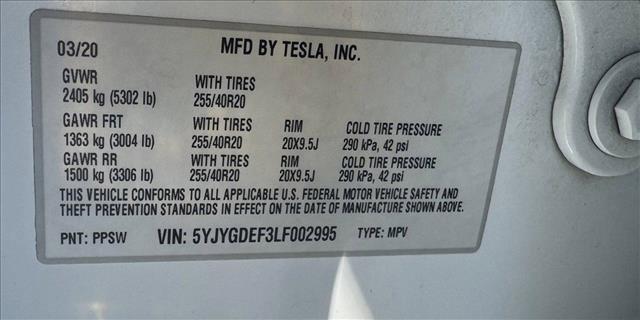 03/20 MFD BY TESLA, INC.
GVWR WITH TIRES
2405 kg (5302 lb) 255/40R20
GAWR FRT WITH TIRES RIM COLD TIRE PRESSURE
1363 kg (3004 lb) 255/40R20 20X9.5J 290 kPa, 42 psi
GAWR RR WITH TIRES RIM COLD TIRE PRESSURE
1500 kg (3306 lb) 255/40R20 20X9.5J 290 kPa, 42 psi
THIS VEHICLE CONFORMS TO ALL APPLICABLE U.S. FEDERAL MOTOR VEHICLE SAFETY AND
THEFT PREVENTION STANDARDS IN EFFECT ON THE DATE OF MANUFACTURE SHOWN ABOVE.
PNT: PPSW VIN: 5YJYGDEF3LF002995 TYPE: MPV